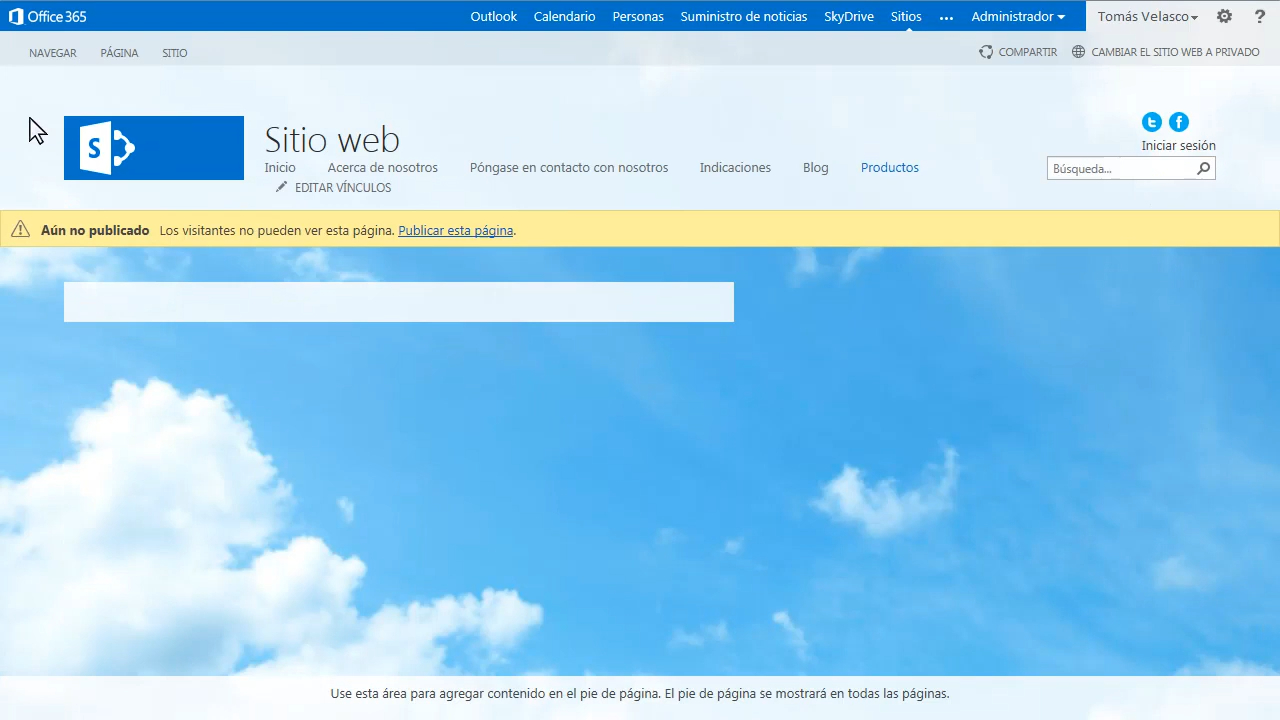 Office 365 Outlook Calendario Personas Suministro de noticias SkyDrive Sitios ... Administrador Tomás Velasco ?
NAVEGAR PÁGINA SITIO COMPARTIR CAMBIAR EL SITIO WEB A PRIVADO
S
Sitio web
Iniciar sesión
Inicio Acerca de nosotros Póngase en contacto con nosotros Indicaciones Blog Productos
Búsqueda...
EDITAR VÍNCULOS
Aún no publicado Los visitantes no pueden ver esta página. Publicar esta página.
Use esta área para agregar contenido en el pie de página. El pie de página se mostrará en todas las páginas.